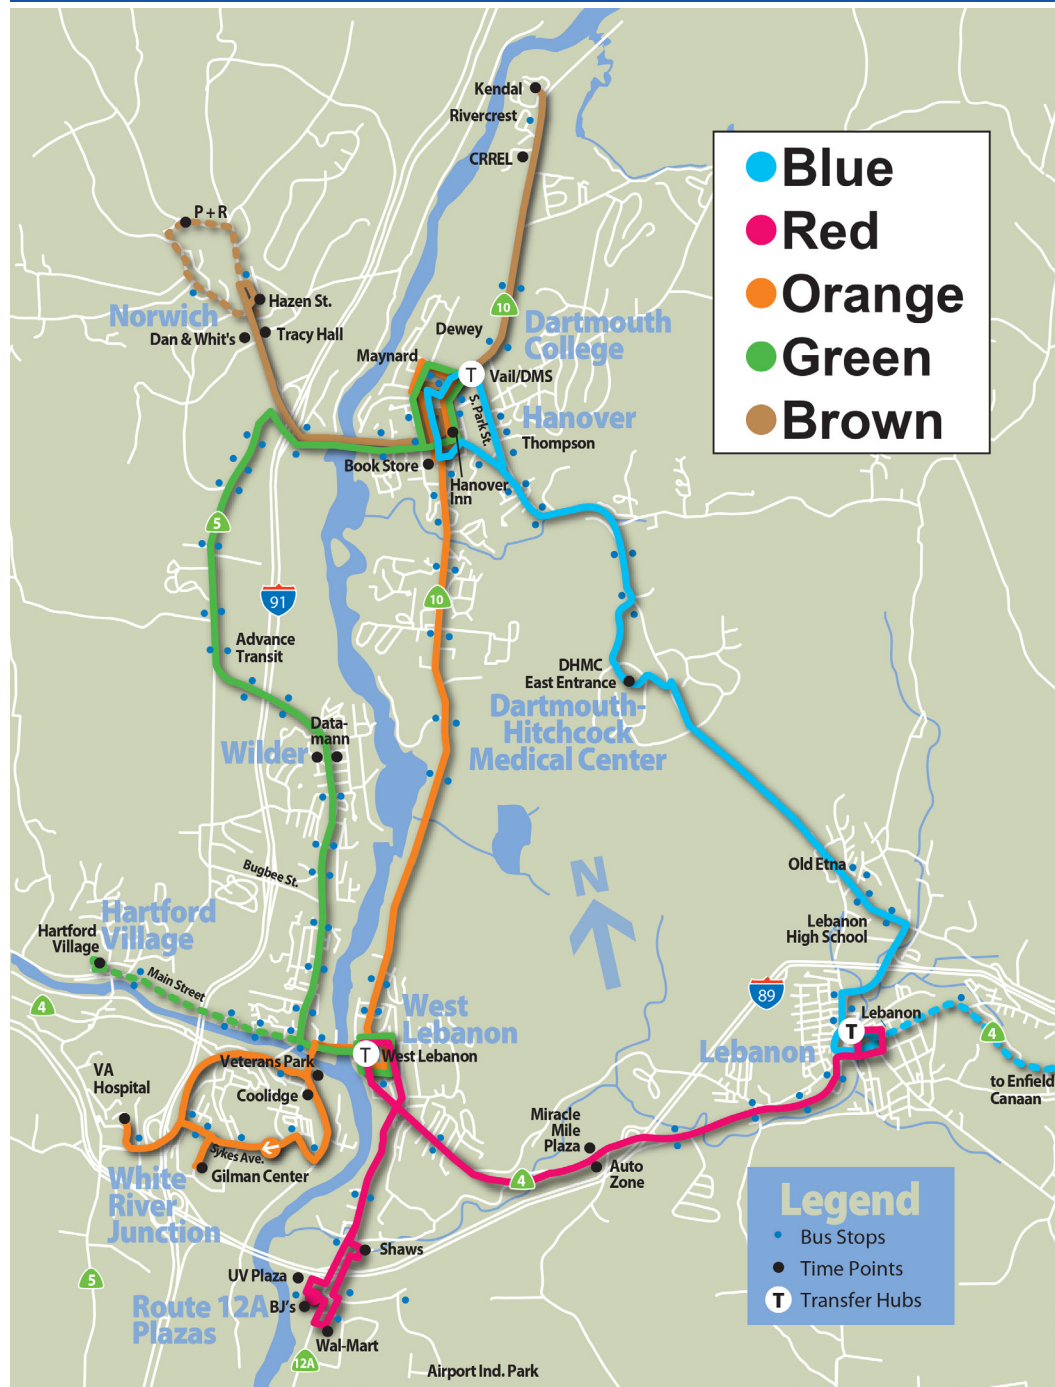 Kendal
Rivercrest
CRREL
Blue
Red
Orange
Green
Brown
P + R
Norwich
Hazen St.
Tracy Hall
Dan & Whit's
10
Dewey
Dartmouth
College
Maynard
T
Vail/DMS
S. Park St.
Hanover
Thompson
Book Store
Hanover
Inn
5
91
10
Advance
Transit
DHMC
East Entrance
Dartmouth-
Hitchcock
Medical Center
Data-
mann
Wilder
Bugbee St.
N
Old Etna
Lebanon
High School
Hartford
Village
Hartford
Village
Main Street
4
89
West
Lebanon
T
West Lebanon
Lebanon
T
Lebanon
4
to Enfield
Canaan
Veterans Park
VA
Hospital
Coolidge
Miracle
Mile
Plaza
Auto
Zone
4
Sykes Ave.
Gilman Center
White
River
Junction
Shaws
UV Plaza
5
Route 12A
Plazas
BJ's
Wal-Mart
12A
Airport Ind. Park
Legend
Bus Stops
Time Points
T Transfer Hubs